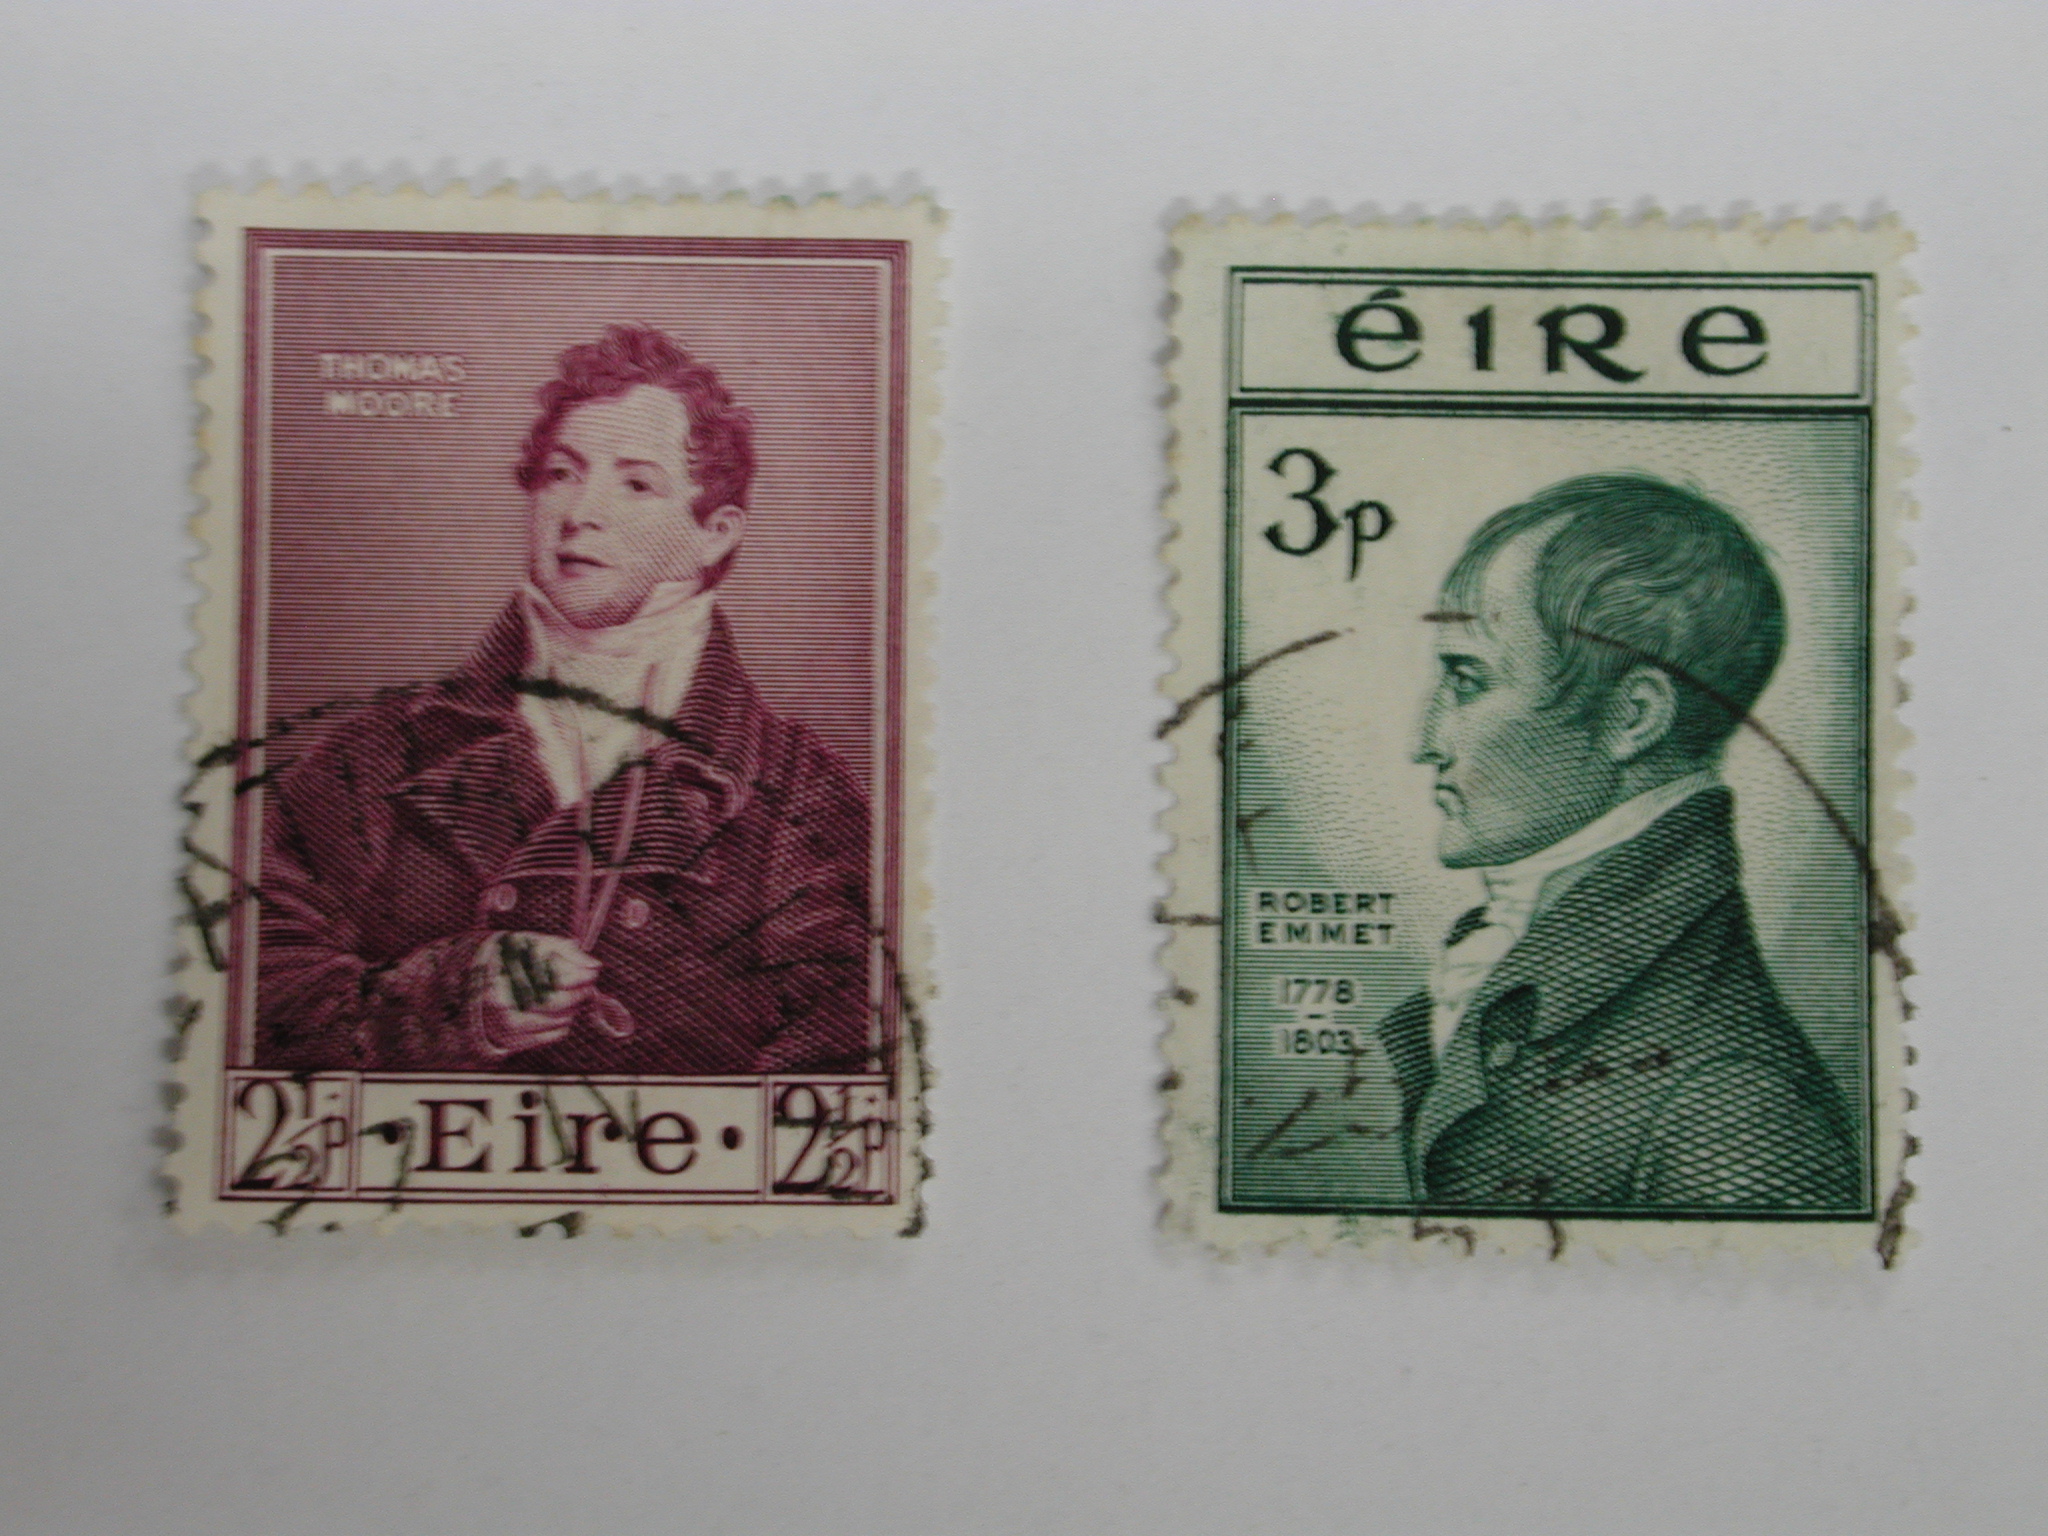 THOMAS
MOORE
2½p
· Eire ·
2½p
éire
3p
ROBERT
EMMET
1778
-
1803